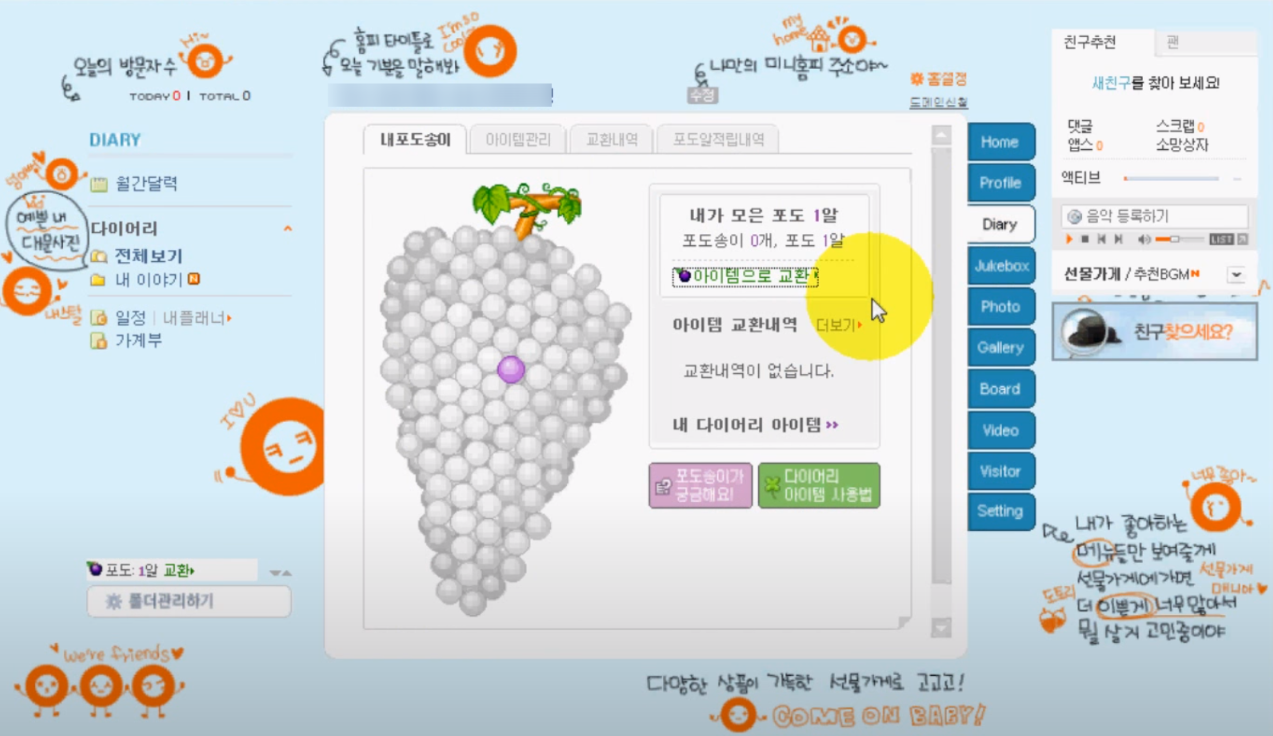 Hi~
오늘의 방문자수
TODAY 0 | TOTAL 0
홈피 타이틀로
오늘 기분을 말해봐
I'm so
cool~
my
home
나만의 미니홈피 주소야~
수정
홈설정
도메인신청
친구추천
팬
새친구를 찾아 보세요!
댓글
스크랩 0
앱스 0
소망상자
액티브
음악 등록하기
LIST
선물가게 / 추천BGM N
친구찾으세요?
DIARY
월간달력
다이어리
전체보기
내 이야기 N
일정 | 내플래너
가계부
예쁠 내
대문사진
내스탈
I♥U
ㅋ ㅋ
포도: 1알 교환
폴더관리하기
we're friends♥
내포도송이
아이템관리
교환내역
포도알적립내역
내가 모은 포도 1알
포도송이 0개, 포도 1알
아이템으로 교환
아이템 교환내역 더보기
교환내역이 없습니다.
내 다이어리 아이템 >>
포도송이가
궁금해요!
다이어리
아이템 사용법
Home
Profile
Diary
Jukebox
Photo
Gallery
Board
Video
Visitor
Setting
너무 좋아~
내가 좋아하는
메뉴들만 보여줄게
선물가게에가면
선물가게
매니아♥
도토리
더 이쁜게 너무 많아서
뭘 살지 고민중이야
다양한 상품이 가득한 선물가게로 고고고!
COME ON BABY!